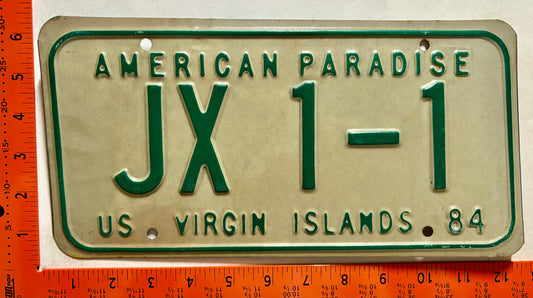 AMERICAN PARADISE
JX 1-1
US VIRGIN ISLANDS 84